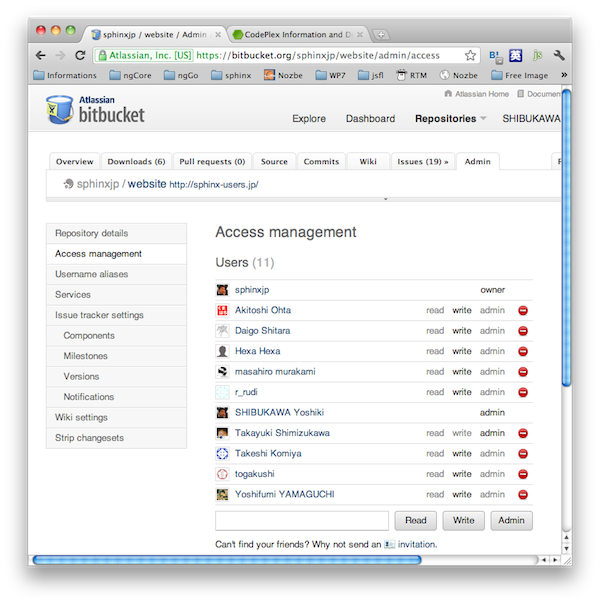 sphinxjp / website / Admin
CodePlex Information and Di
Atlassian, Inc. [US] https://bitbucket.org/sphinxjp/website/admin/access
Informations ngCore ngGo sphinx Nozbe WP7 jsfl RTM Nozbe Free Image »
Atlassian Home Documen
Atlassian
bitbucket
Explore Dashboard Repositories SHIBUKAWA
Overview Downloads (6) Pull requests (0) Source Commits Wiki Issues (19) » Admin F
sphinxjp / website http://sphinx-users.jp/
Repository details
Access management
Username aliases
Services
Issue tracker settings
Components
Milestones
Versions
Notifications
Wiki settings
Strip changesets
Access management
Users (11)
sphinxjp owner
Akitoshi Ohta read write admin
Daigo Shitara read write admin
Hexa Hexa read write admin
masahiro murakami read write admin
r_rudi read write admin
SHIBUKAWA Yoshiki admin
Takayuki Shimizukawa read write admin
Takeshi Komiya read write admin
togakushi read write admin
Yoshifumi YAMAGUCHI read write admin
Read Write Admin
Can't find your friends? Why not send an invitation.